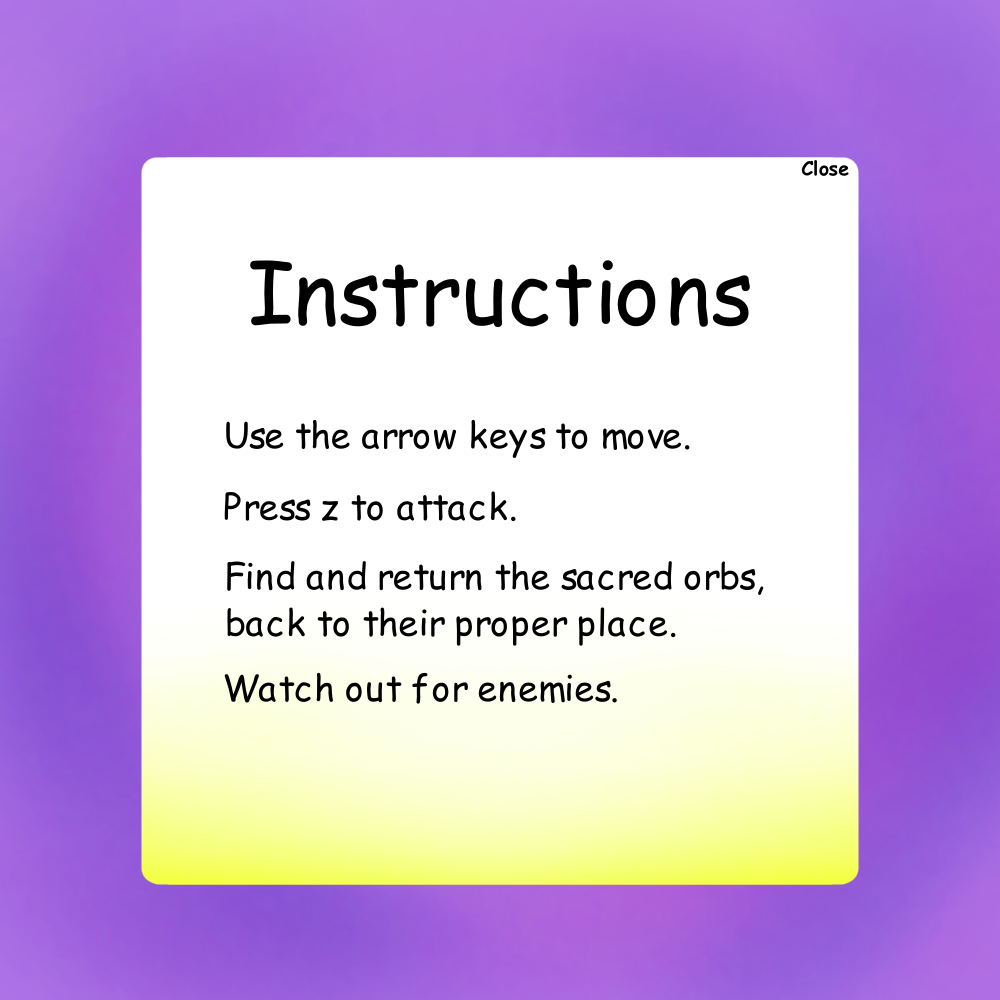 Close
Instructions
Use the arrow keys to move.
Press z to attack.
Find and return the sacred orbs,
back to their proper place.
Watch out for enemies.